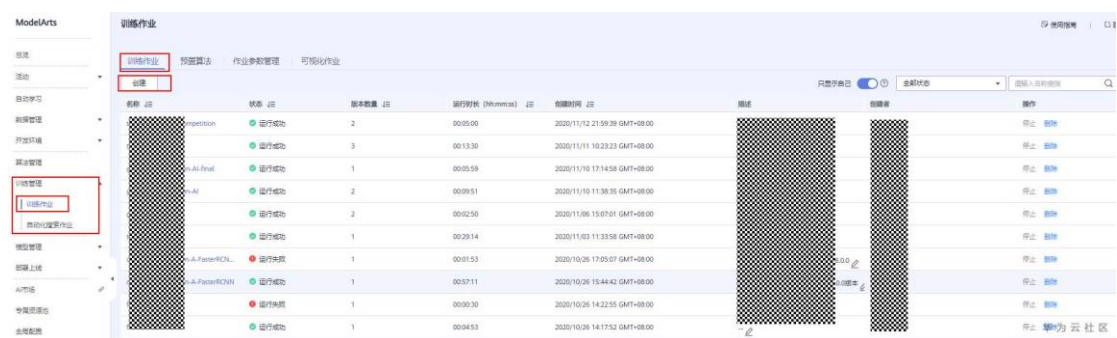 ModelArts
训练作业
使用指南
总览
活动
自动学习
数据管理
开发环境
算法管理
训练管理
训练作业
自动化搜索作业
模型管理
部署上线
AI市场
专属资源池
全局配置
训练作业 预置算法 作业参数管理 可视化作业
创建
只显示自己 全部状态 请输入名称查询
名称 状态 版本数量 运行时长 (hh:mm:ss) 创建时间 描述 创建者 操作
mpetition 运行成功 2 00:05:00 2020/11/12 21:59:39 GMT+08:00 停止 删除
运行成功 3 00:13:30 2020/11/11 10:23:23 GMT+08:00 停止 删除
n-AI-final 运行成功 1 00:05:59 2020/11/10 17:14:58 GMT+08:00 停止 删除
n-AI 运行成功 2 00:09:51 2020/11/10 11:38:35 GMT+08:00 停止 删除
运行成功 2 00:02:50 2020/11/06 15:07:01 GMT+08:00 停止 删除
运行成功 1 00:29:14 2020/11/03 11:33:58 GMT+08:00 停止 删除
n-A-FasterRCN... 运行失败 1 00:01:53 2020/10/26 17:05:07 GMT+08:00 .0.0 停止 删除
n-A-FasterRCNN 运行成功 1 00:57:11 2020/10/26 15:44:42 GMT+08:00 .0版本 停止 删除
运行失败 1 00:00:30 2020/10/26 14:22:55 GMT+08:00 停止 删除
运行成功 1 00:04:53 2020/10/26 14:17:52 GMT+08:00 -- 停止 删除
华为云社区